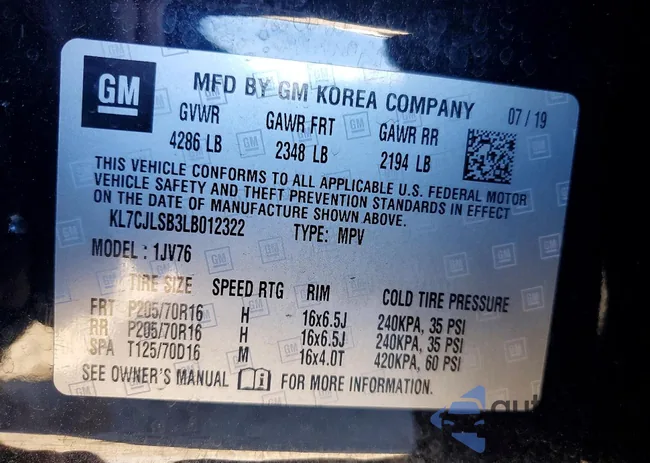 GM
MFD BY GM KOREA COMPANY 07 / 19
GVWR GAWR FRT GAWR RR
4286 LB 2348 LB 2194 LB
THIS VEHICLE CONFORMS TO ALL APPLICABLE U.S. FEDERAL MOTOR
VEHICLE SAFETY AND THEFT PREVENTION STANDARDS IN EFFECT
ON THE DATE OF MANUFACTURE SHOWN ABOVE.
KL7CJLSB3LB012322 TYPE: MPV
MODEL : 1JV76
TIRE SIZE SPEED RTG RIM COLD TIRE PRESSURE
FRT P205/70R16 H 16x6.5J 240KPA, 35 PSI
RR P205/70R16 H 16x6.5J 240KPA, 35 PSI
SPA T125/70D16 M 16x4.0T 420KPA, 60 PSI
SEE OWNER'S MANUAL FOR MORE INFORMATION.